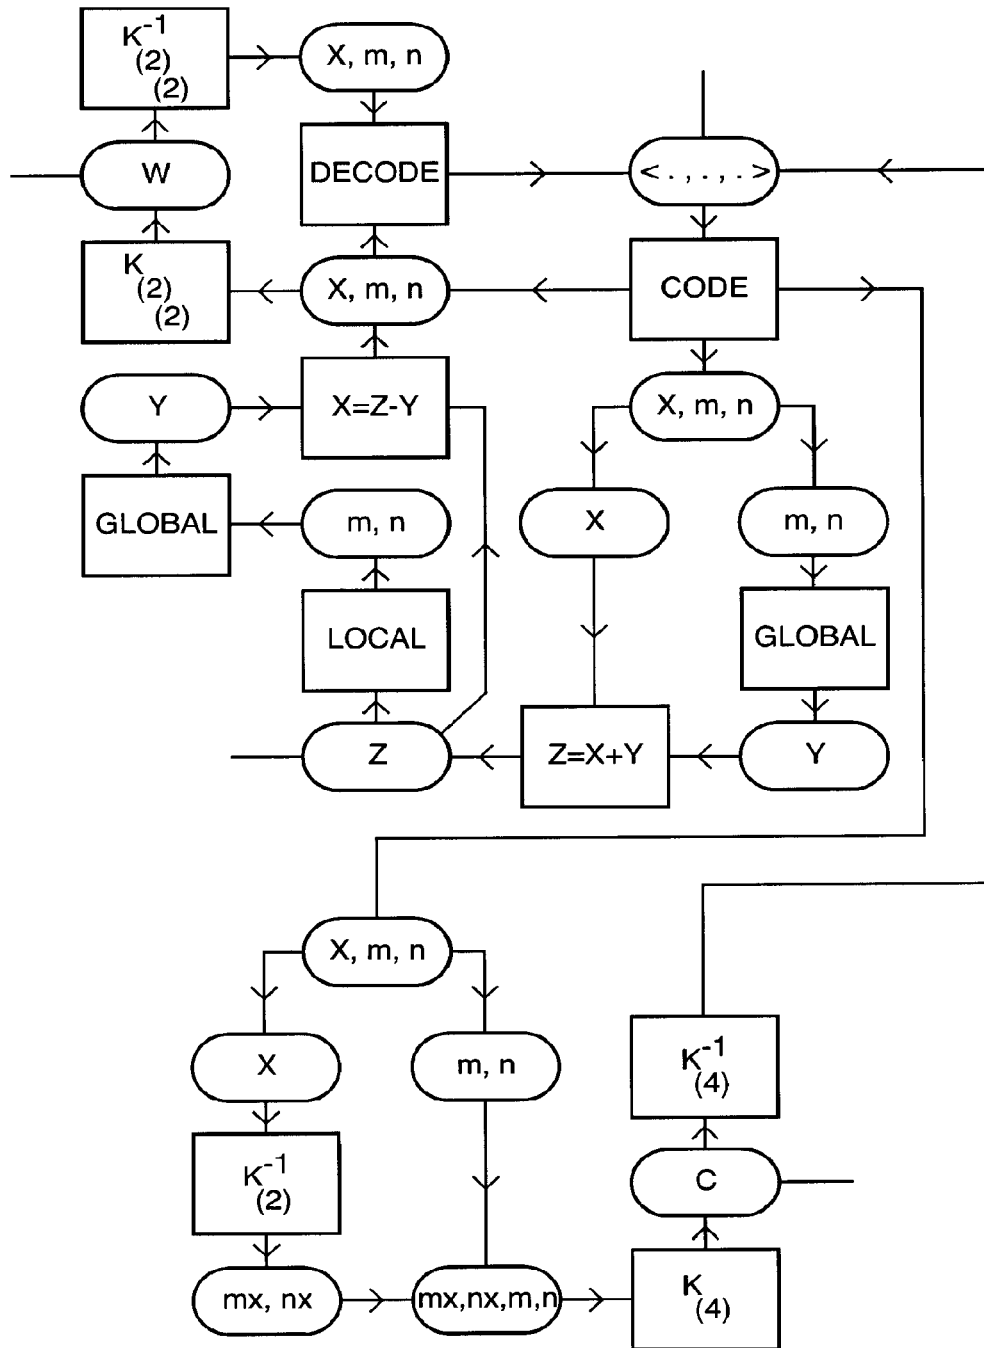 K-1
(2)
(2)
X, m, n
W
DECODE
< . , . , . >
K
(2)
(2)
X, m, n
CODE
Y
X=Z-Y
X, m, n
GLOBAL
m, n
X
m, n
LOCAL
GLOBAL
Z
Z=X+Y
Y
X, m, n
X
m, n
K-1
(4)
K-1
(2)
C
mx, nx
mx,nx,m,n
K
(4)